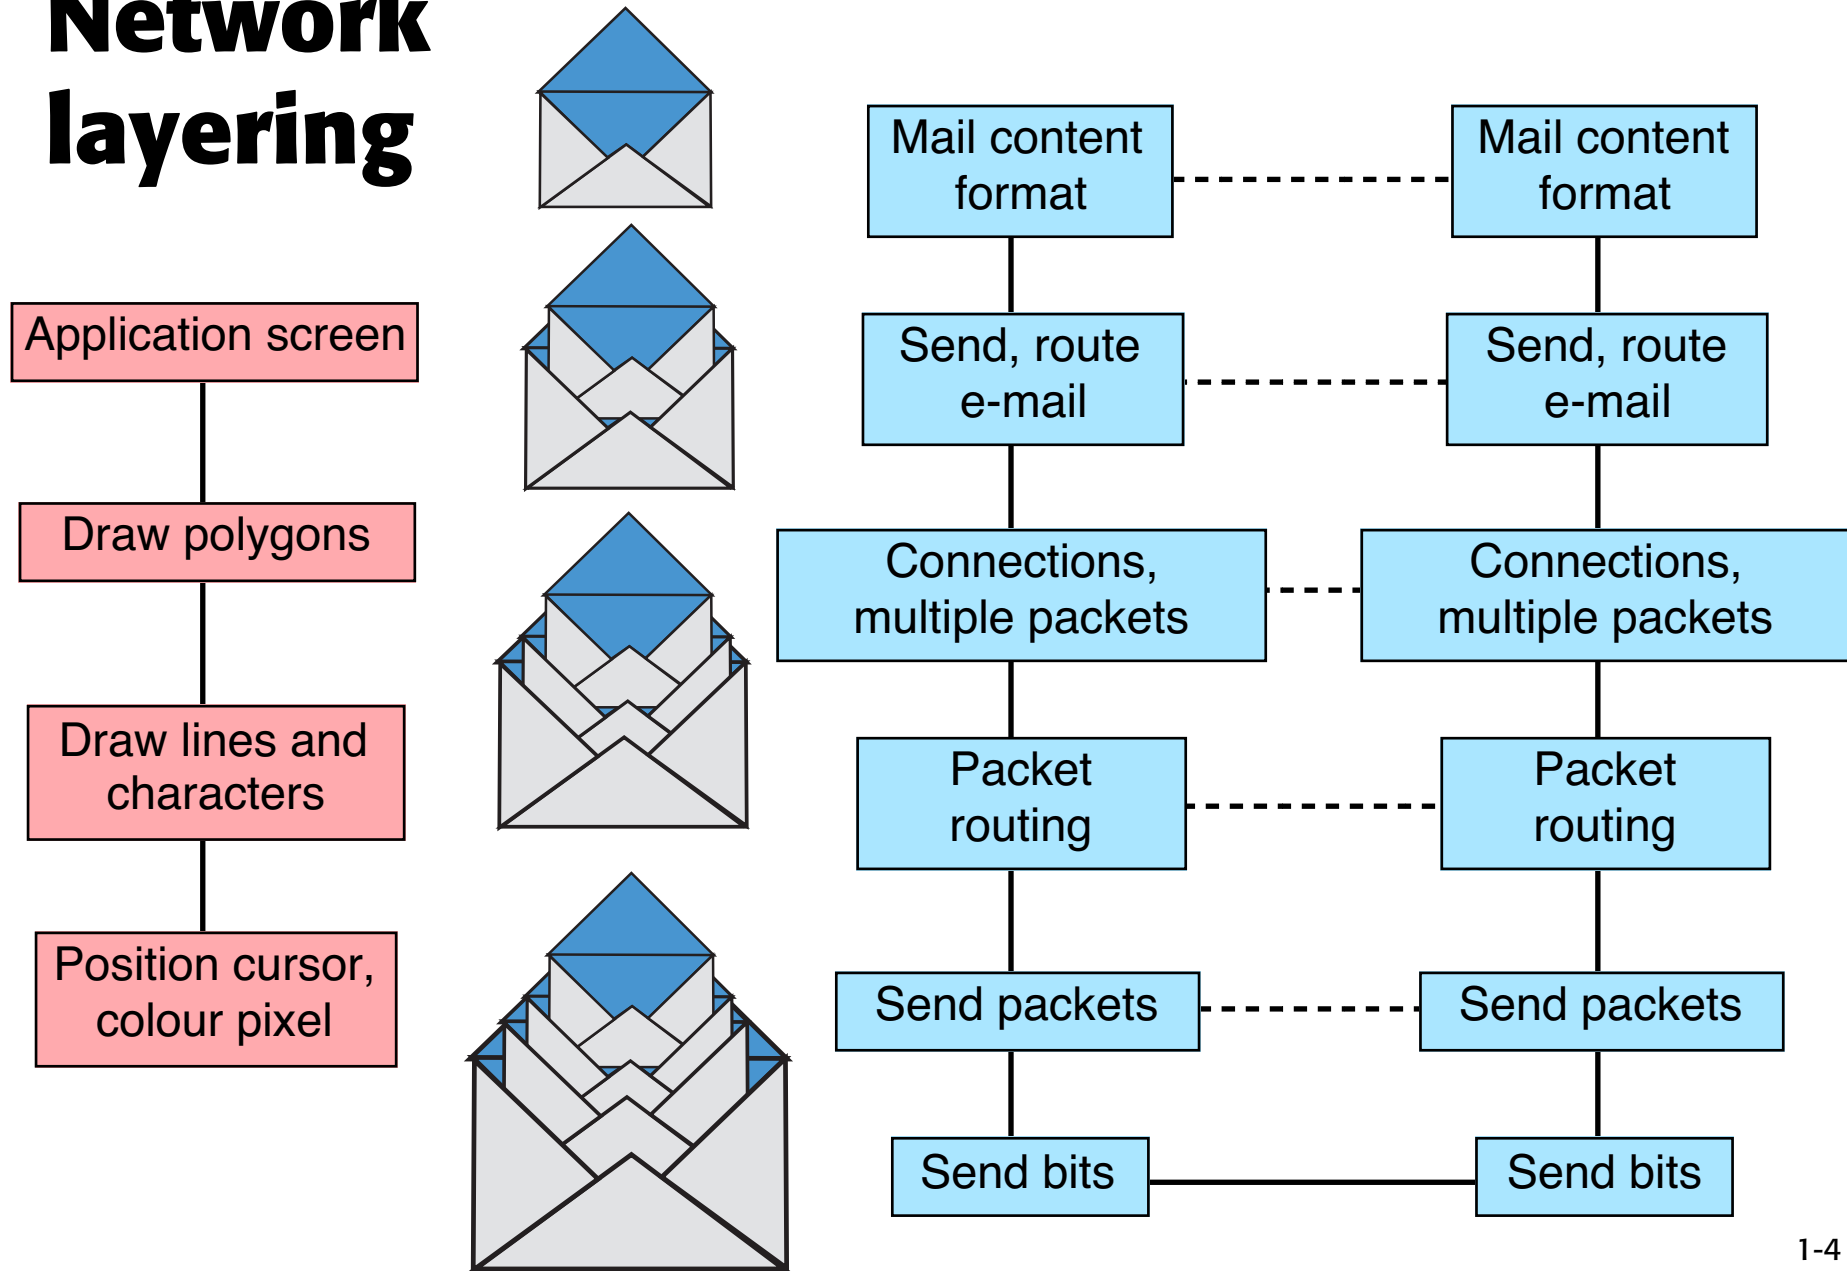 Network
layering
Application screen
Draw polygons
Draw lines and
characters
Position cursor,
colour pixel
Mail content
format
Send, route
e-mail
Connections,
multiple packets
Packet
routing
Send packets
Send bits
Mail content
format
Send, route
e-mail
Connections,
multiple packets
Packet
routing
Send packets
Send bits
1-4